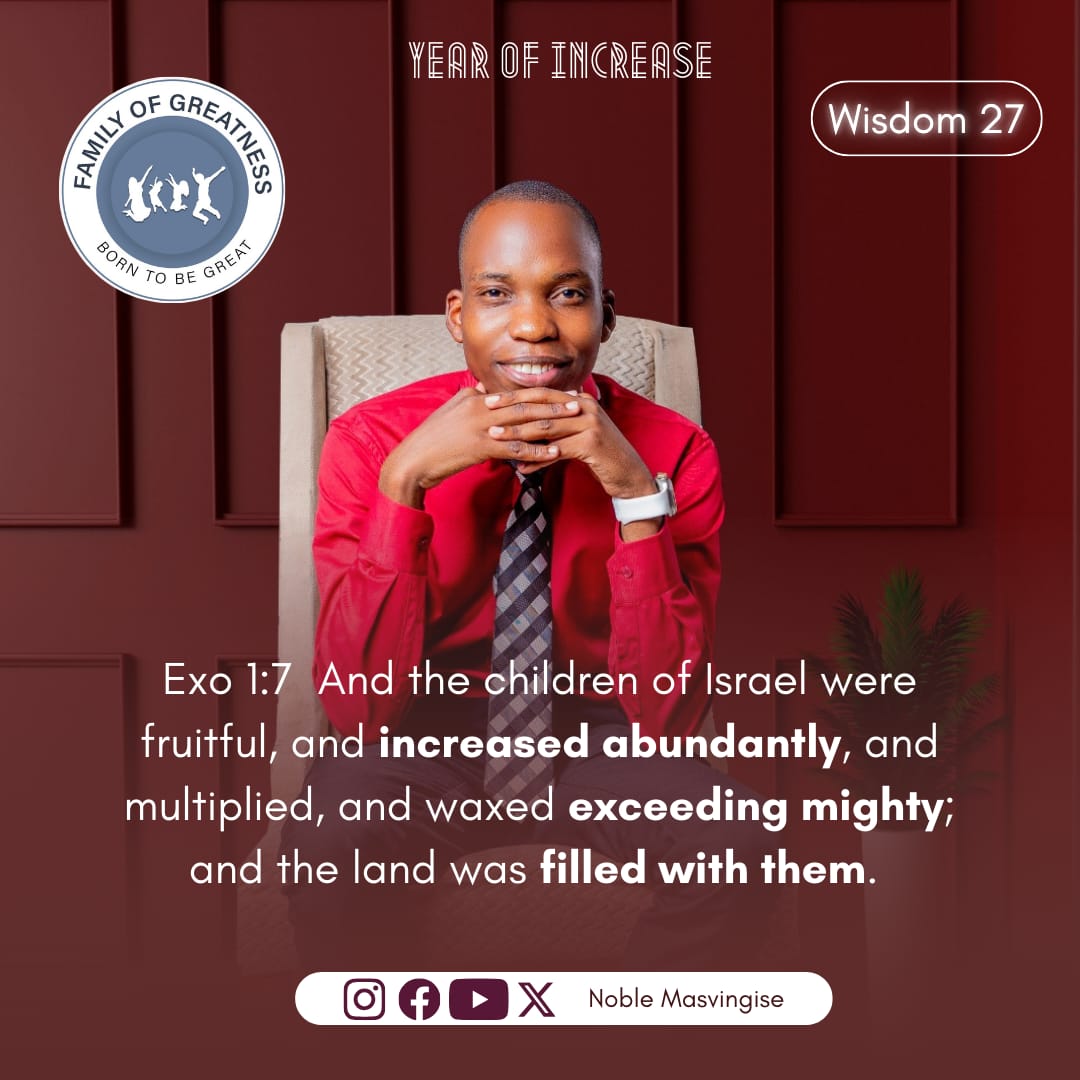 YEAR OF INCREASE
FAMILY OF GREATNESS
BORN TO BE GREAT
Wisdom 27
Exo 1:7 And the children of Israel were
fruitful, and increased abundantly, and
multiplied, and waxed exceeding mighty;
and the land was filled with them.
Noble Masvingise